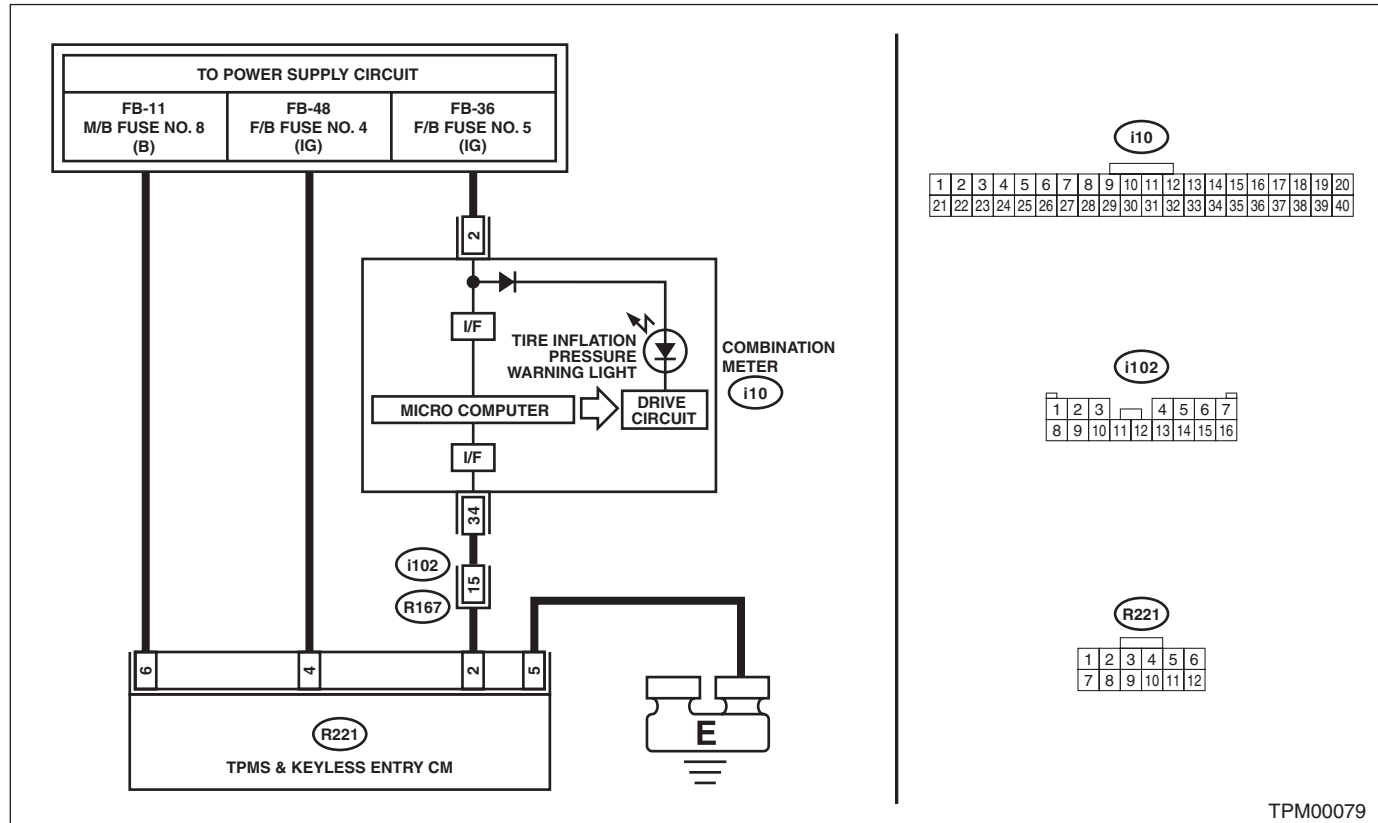 TO POWER SUPPLY CIRCUIT
FB-11
M/B FUSE NO. 8
(B)
FB-48
F/B FUSE NO. 4
(IG)
FB-36
F/B FUSE NO. 5
(IG)
2
I/F
TIRE INFLATION
PRESSURE
WARNING LIGHT
COMBINATION
METER
i10
MICRO COMPUTER
DRIVE
CIRCUIT
I/F
34
i102
15
R167
6
4
2
5
R221
TPMS & KEYLESS ENTRY CM
E
i10
1 2 3 4 5 6 7 8 9 10 11 12 13 14 15 16 17 18 19 20
21 22 23 24 25 26 27 28 29 30 31 32 33 34 35 36 37 38 39 40
i102
1 2 3 4 5 6 7
8 9 10 11 12 13 14 15 16
R221
1 2 3 4 5 6
7 8 9 10 11 12
TPM00079